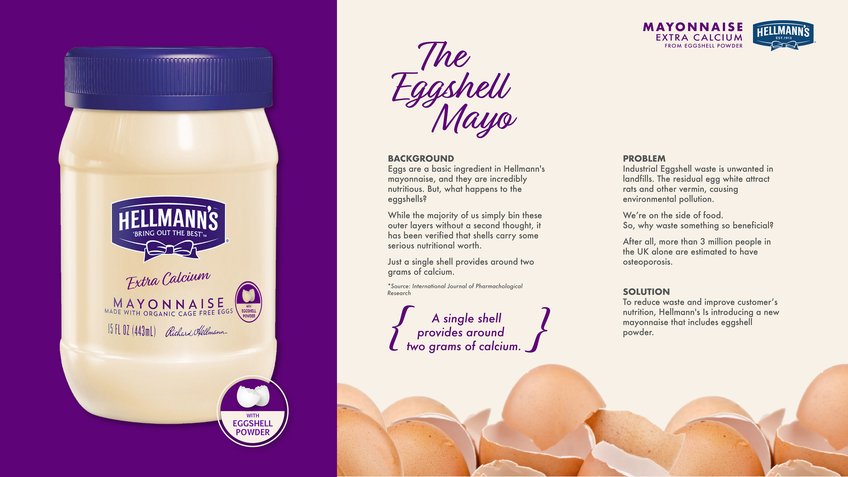 HELLMANN'S
"BRING OUT THE BEST"™
Extra Calcium
MAYONNAISE
MADE WITH ORGANIC CAGE FREE EGGS
WITH
EGGSHELL
POWDER
15 FL OZ (443mL)
Richard Hellmann
WITH
EGGSHELL
POWDER
The
Eggshell
Mayo
MAYONNAISE
EXTRA CALCIUM
FROM EGGSHELL POWDER
HELLMANN'S
EST. 1913
BACKGROUND
Eggs are a basic ingredient in Hellmann's
mayonnaise, and they are incredibly
nutritious. But, what happens to the
eggshells?
While the majority of us simply bin these
outer layers without a second thought, it
has been verified that shells carry some
serious nutritional worth.
Just a single shell provides around two
grams of calcium.
*Source: International Journal of Pharmachological
Research
{ A single shell
provides around
two grams of calcium. }
PROBLEM
Industrial Eggshell waste is unwanted in
landfills. The residual egg white attract
rats and other vermin, causing
environmental pollution.
We're on the side of food.
So, why waste something so beneficial?
After all, more than 3 million people in
the UK alone are estimated to have
osteoporosis.
SOLUTION
To reduce waste and improve customer's
nutrition, Hellmann's Is introducing a new
mayonnaise that includes eggshell
powder.